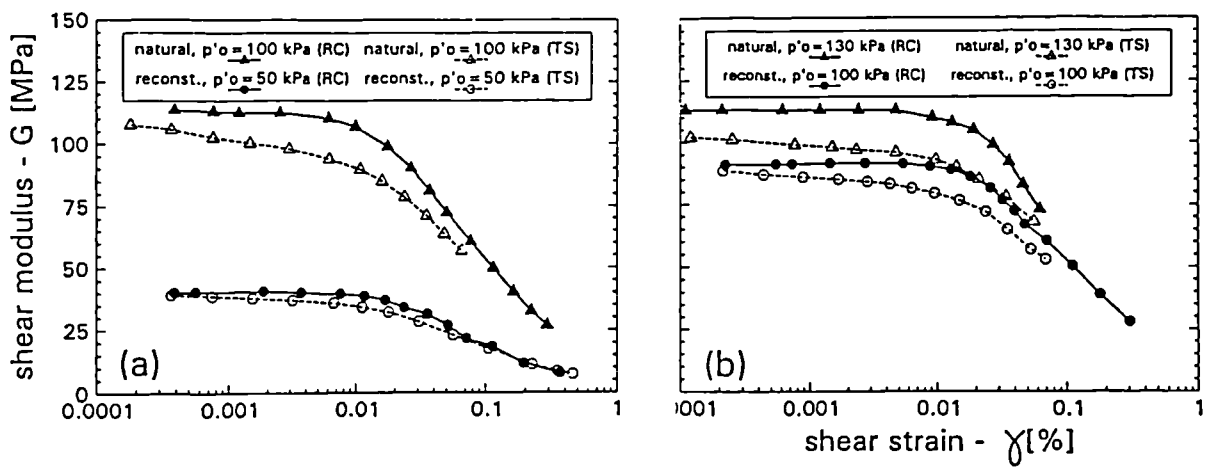 150
125
100
75
50
25
0
shear modulus - G [MPa]
natural, p'o=100 kPa (RC) natural, p'o=100 kPa (TS)
reconst., p'o=50 kPa (RC) reconst., p'o=50 kPa (TS)
(a)
0.0001 0.001 0.01 0.1 1
natural, p'o=130 kPa (RC) natural, p'o=130 kPa (TS)
reconst., p'o=100 kPa (RC) reconst., p'o=100 kPa (TS)
(b)
0001 0.001 0.01 0.1 1
shear strain - γ[%]